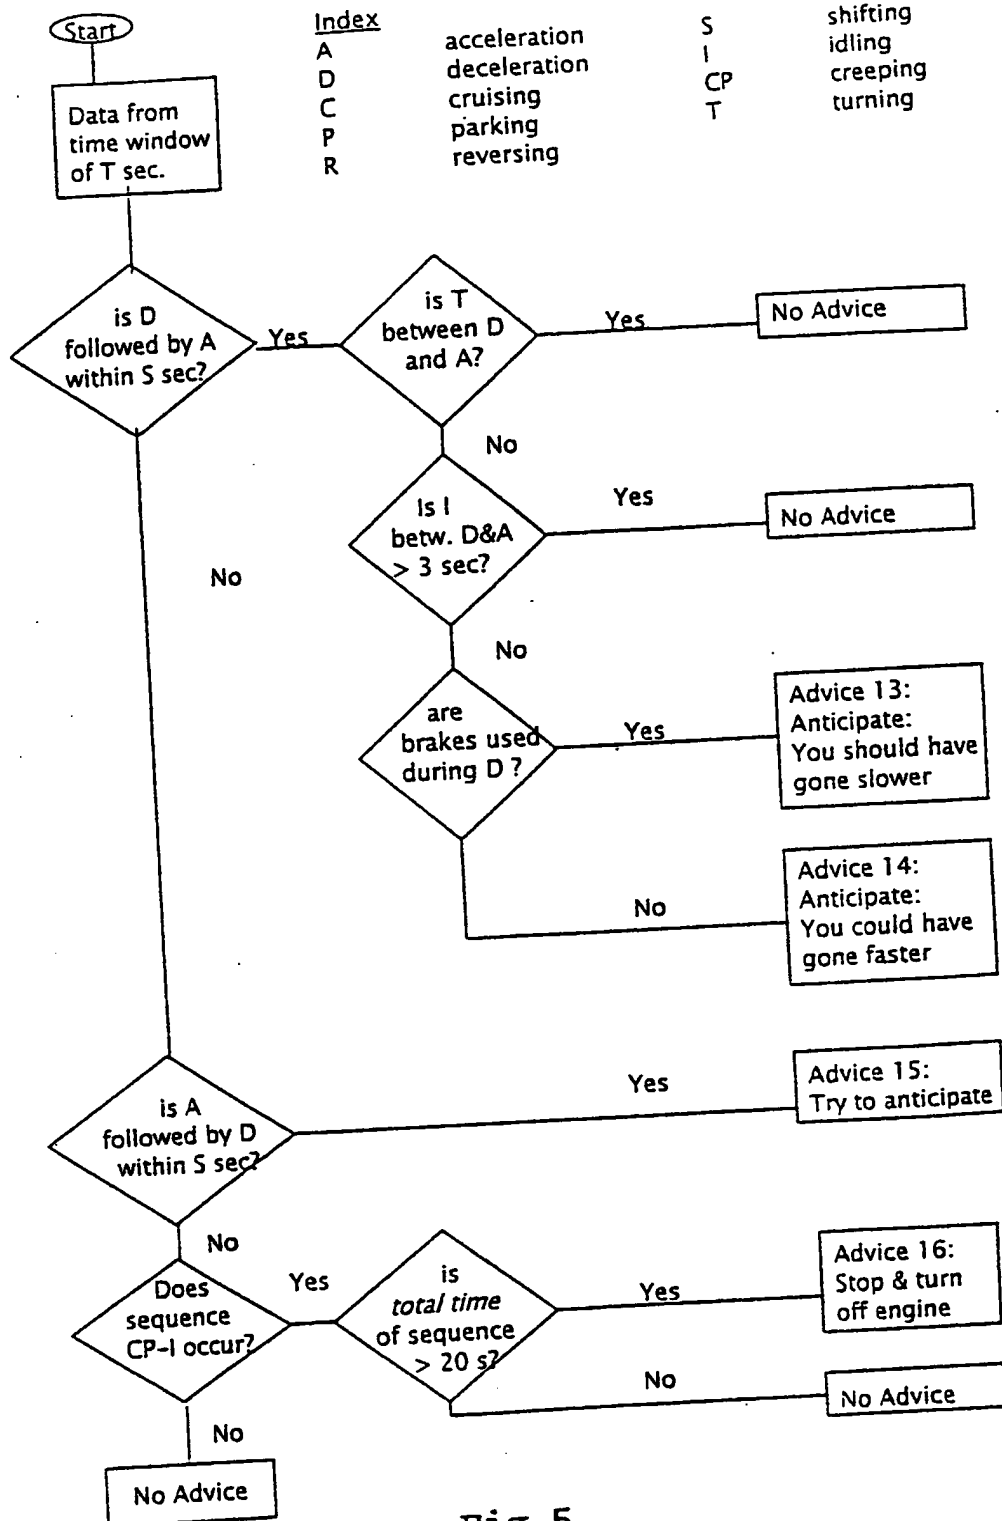 Start
Index
A acceleration
D deceleration
C cruising
P parking
R reversing
S shifting
I idling
CP creeping
T turning
Data from
time window
of T sec.
is D
followed by A
within S sec?
Yes
is T
between D
and A?
Yes
No Advice
No
Is I
betw. D&A
> 3 sec?
Yes
No Advice
No
No
are
brakes used
during D ?
Yes
Advice 13:
Anticipate:
You should have
gone slower
No
Advice 14:
Anticipate:
You could have
gone faster
is A
followed by D
within S sec?
Yes
Advice 15:
Try to anticipate
No
Does
sequence
CP-I occur?
Yes
is
total time
of sequence
> 20 s?
Yes
Advice 16:
Stop & turn
off engine
No
No Advice
No
No Advice
Fig 5